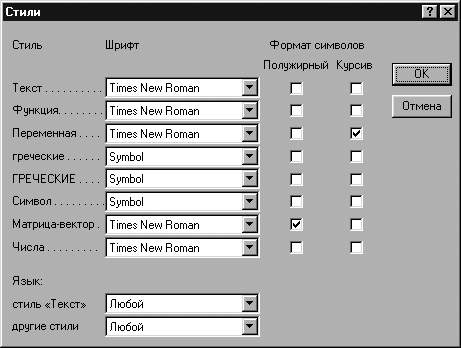 Стили
Стиль Шрифт Формат символов
Полужирный Курсив
OK
Текст . . . . . . . . . . Times New Roman
Отмена
Функция. . . . . . . Times New Roman
Переменная . . . . Times New Roman
греческие . . . . . . Symbol
ГРЕЧЕСКИЕ . . . . Symbol
Символ . . . . . . . . . Symbol
Матрица-вектор . Times New Roman
Числа . . . . . . . . . . Times New Roman
Язык:
стиль «Текст» Любой
другие стили Любой